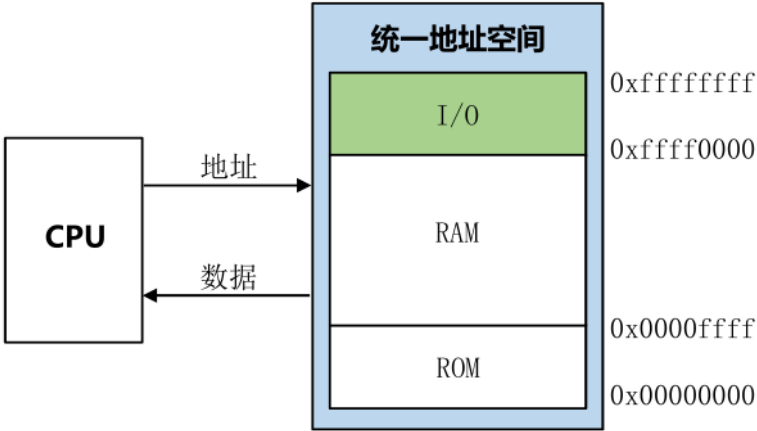 统一地址空间
0xffffffff
I/O
0xffff0000
地址
CPU
RAM
数据
0x0000ffff
ROM
0x00000000